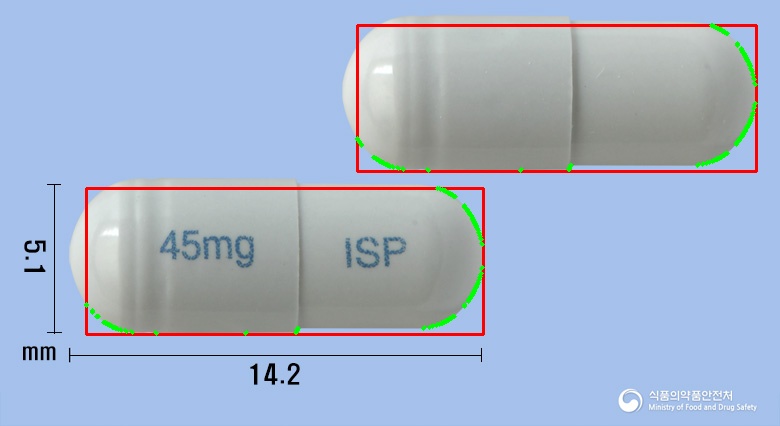 45mg ISP
5.1
mm
14.2
식품의약품안전처
Ministry of Food and Drug Safety